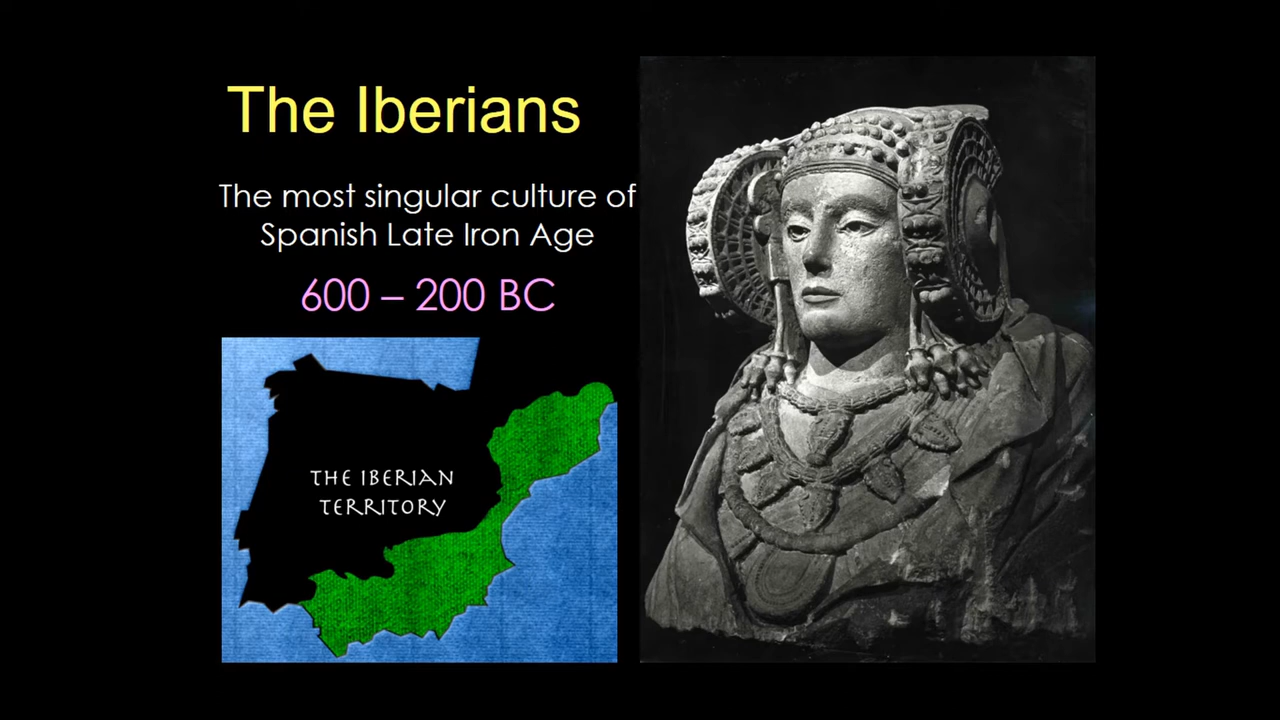 The Iberians
The most singular culture of
Spanish Late Iron Age
600 – 200 BC
THE IBERIAN
TERRITORY